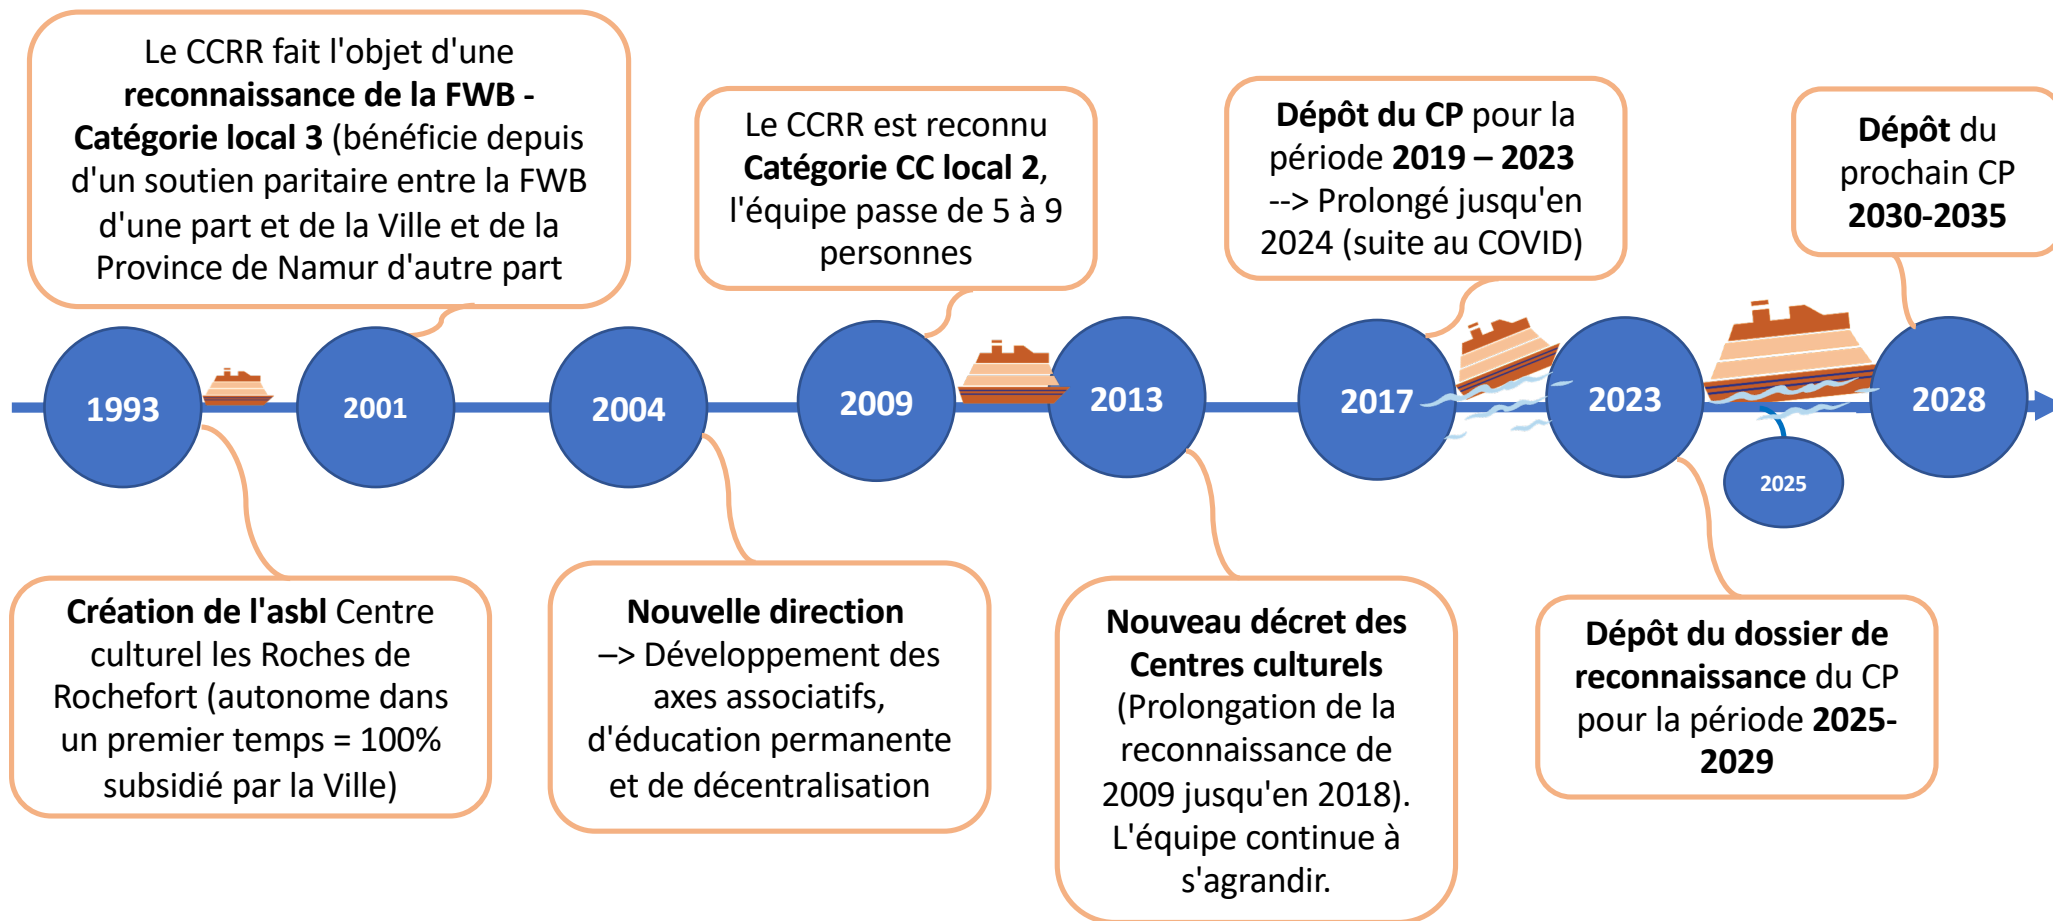 Le CCRR fait l'objet d'une
reconnaissance de la FWB -
Catégorie local 3 (bénéficie depuis
d'un soutien paritaire entre la FWB
d'une part et de la Ville et de la
Province de Namur d'autre part
Le CCRR est reconnu
Catégorie CC local 2,
l'équipe passe de 5 à 9
personnes
Dépôt du CP pour la
période 2019 – 2023
--> Prolongé jusqu'en
2024 (suite au COVID)
Dépôt du
prochain CP
2030-2035
1993
2001
2004
2009
2013
2017
2023
2025
2028
Création de l'asbl Centre
culturel les Roches de
Rochefort (autonome dans
un premier temps = 100%
subsidié par la Ville)
Nouvelle direction
–> Développement des
axes associatifs,
d'éducation permanente
et de décentralisation
Nouveau décret des
Centres culturels
(Prolongation de la
reconnaissance de
2009 jusqu'en 2018).
L'équipe continue à
s'agrandir.
Dépôt du dossier de
reconnaissance du CP
pour la période 2025-
2029